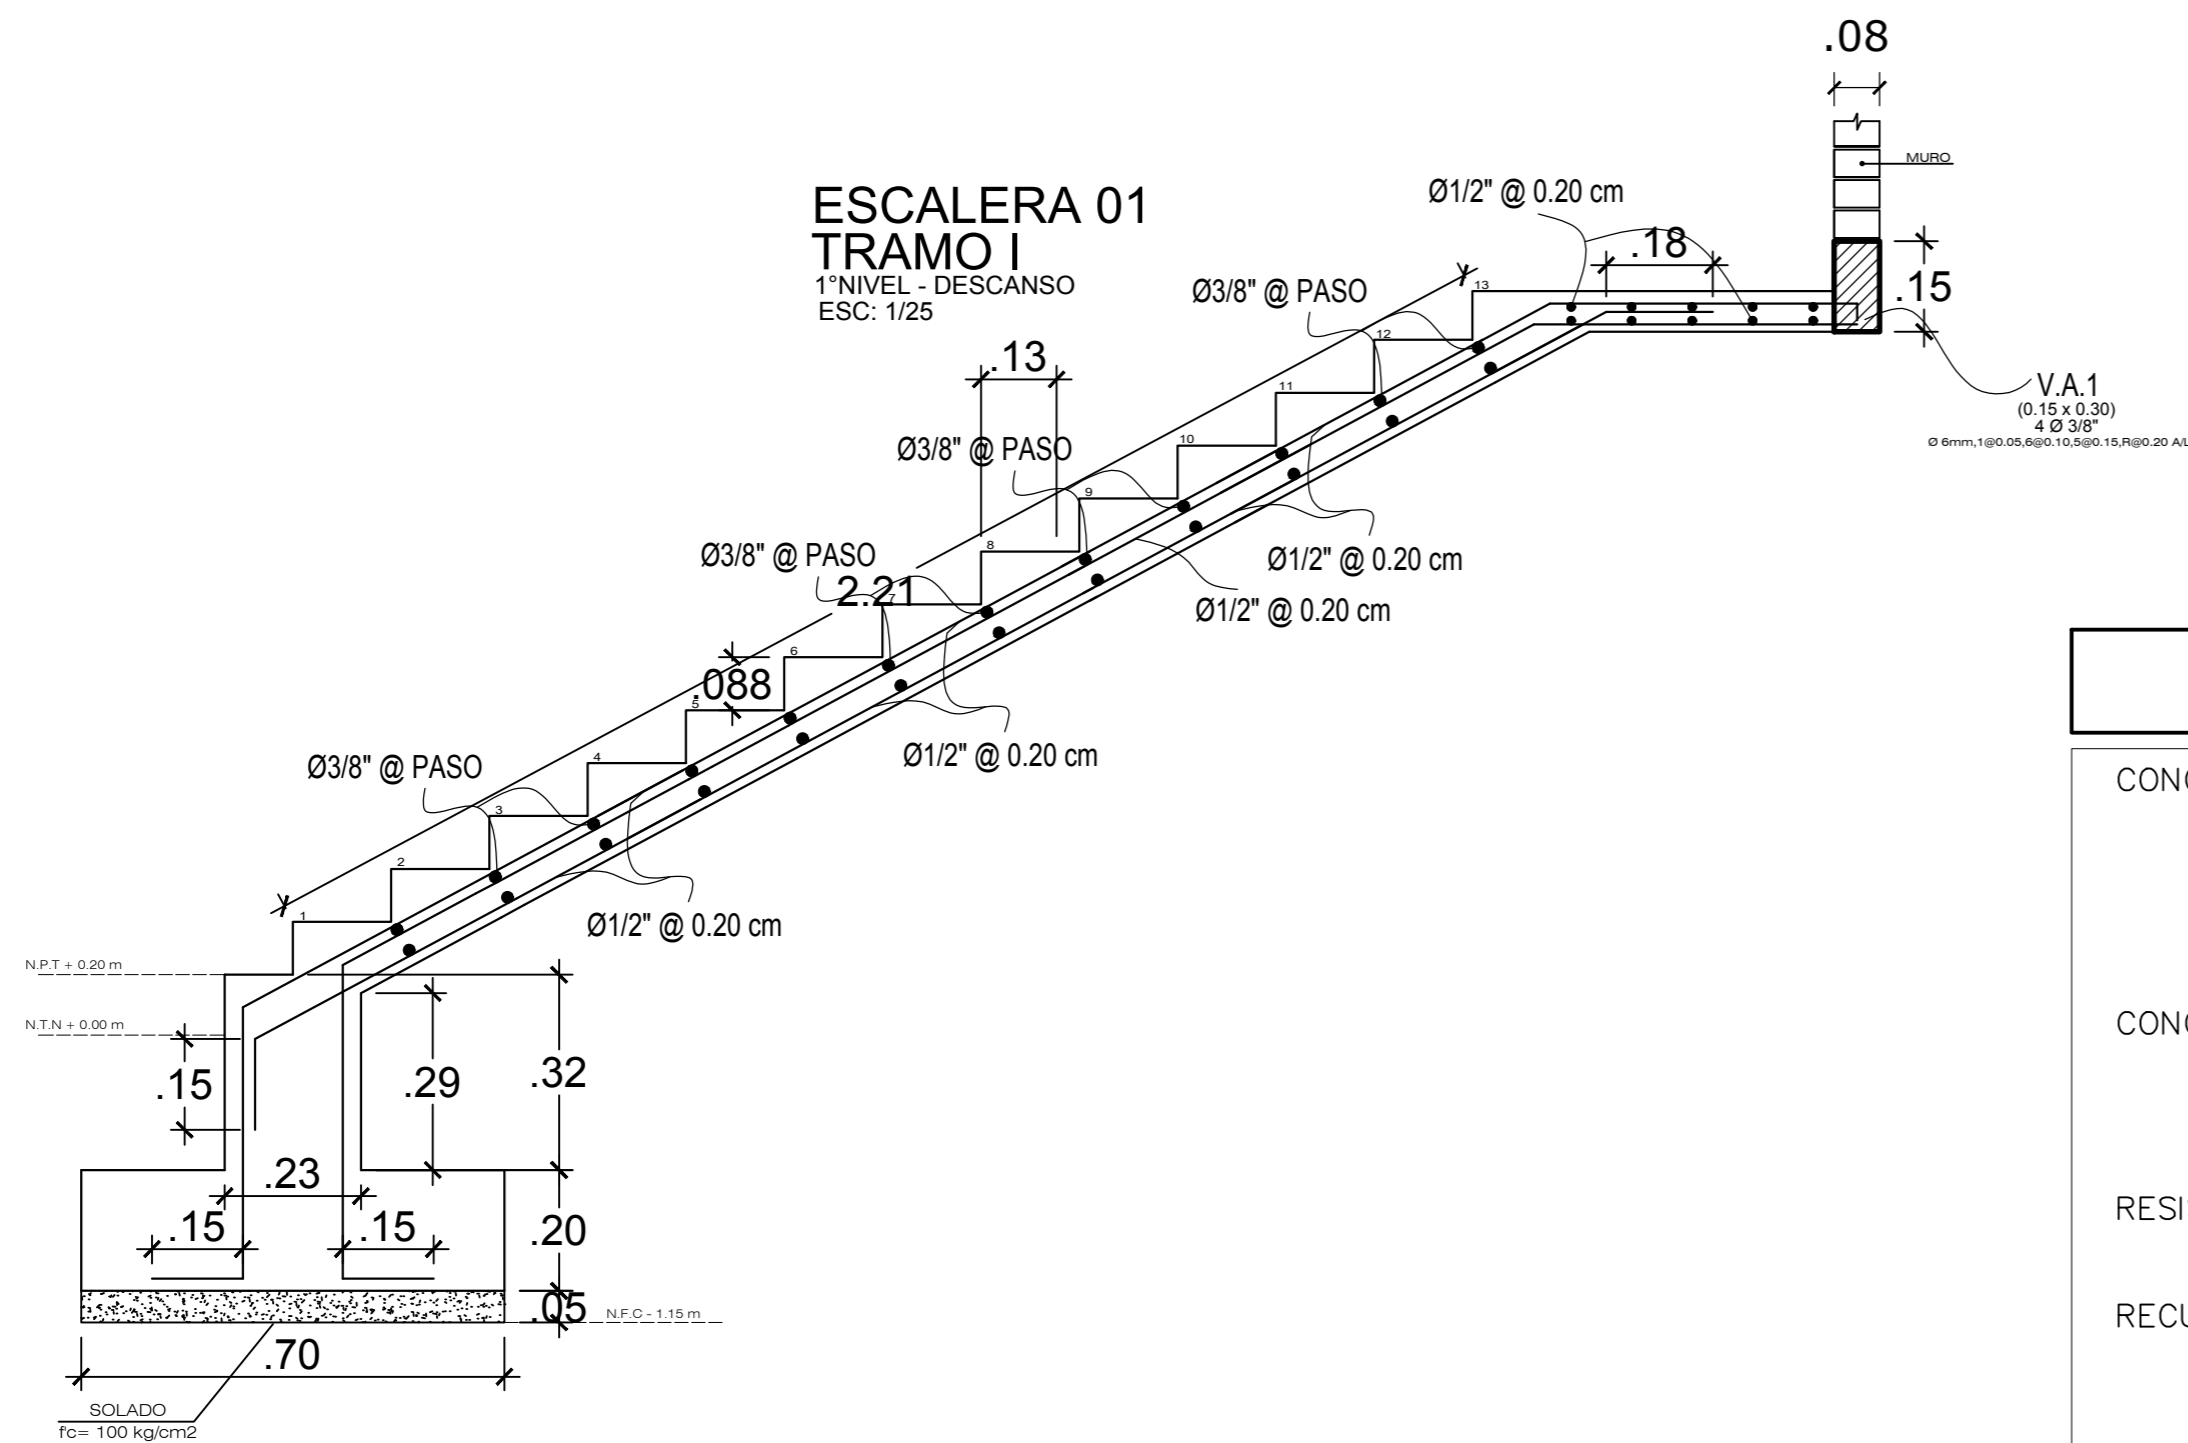 .08
MURO
ESCALERA 01
TRAMO I
1°NIVEL - DESCANSO
ESC: 1/25
Ø1/2" @ 0.20 cm
.18
.15
Ø3/8" @ PASO
13
12
11
10
9
8
7
6
5
4
3
2
1
V.A.1
(0.15 x 0.30)
4 Ø 3/8"
Ø 6mm,1@0.05,6@0.10,5@0.15,R@0.20 A/L
.13
Ø3/8" @ PASO
Ø3/8" @ PASO
2.21
Ø1/2" @ 0.20 cm
Ø1/2" @ 0.20 cm
.088
Ø1/2" @ 0.20 cm
Ø3/8" @ PASO
Ø1/2" @ 0.20 cm
N.P.T + 0.20 m
N.T.N + 0.00 m
.15
.29
.32
.23
.15
.15
.20
.05
N.F.C - 1.15 m
.70
SOLADO
f'c= 100 kg/cm2
CON
CON
RESI
RECU